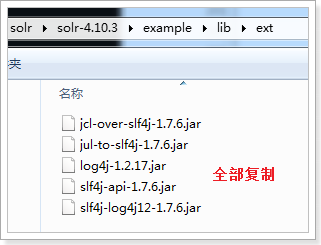 solr ▸ solr-4.10.3 ▸ example ▸ lib ▸ ext
夹
名称
jcl-over-slf4j-1.7.6.jar
jul-to-slf4j-1.7.6.jar
log4j-1.2.17.jar
全部复制
slf4j-api-1.7.6.jar
slf4j-log4j12-1.7.6.jar